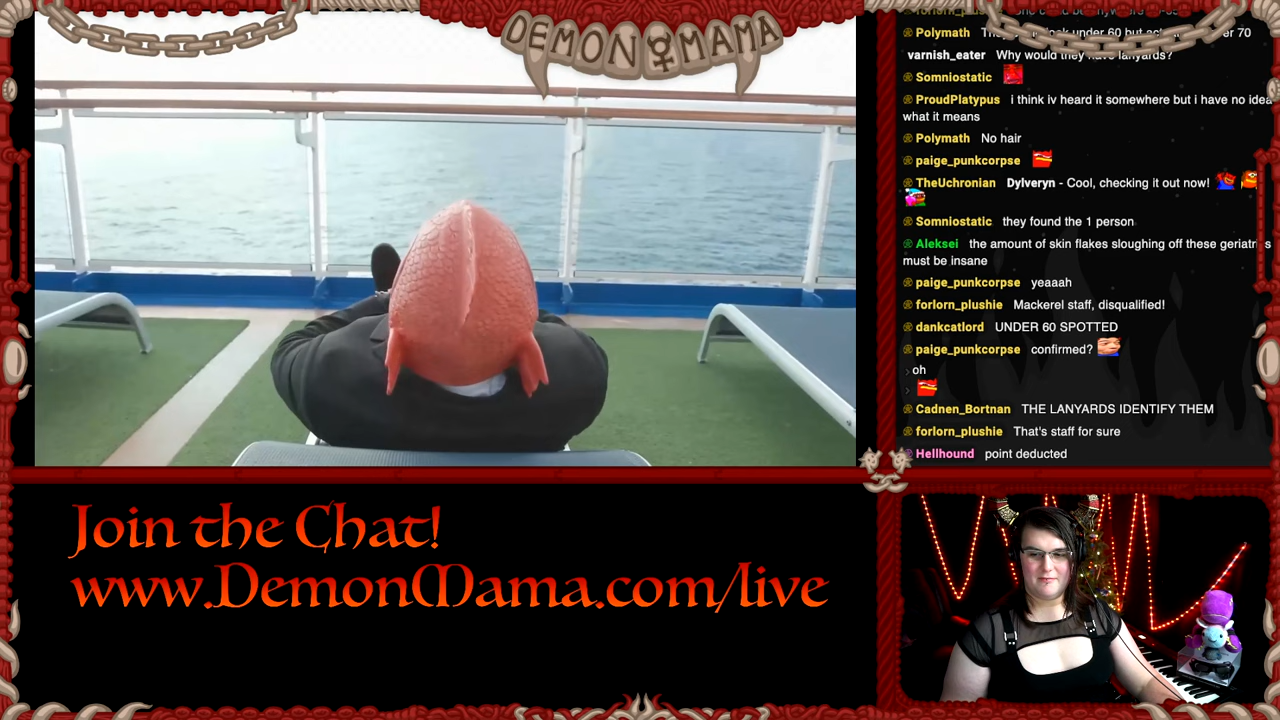 DEMON MAMA
Polymath
70
varnish_eater Why would they have lanyards?
Somniostatic
ProudPlatypus i think iv heard it somewhere but i have no idea
what it means
Polymath No hair
paige_punkcorpse
TheUchronian Dylveryn - Cool, checking it out now!
Somniostatic they found the 1 person
Aleksei the amount of skin flakes sloughing off these geriatrics
must be insane
paige_punkcorpse yeaaah
forlorn_plushie Mackerel staff, disqualified!
dankcatlord UNDER 60 SPOTTED
paige_punkcorpse confirmed?
oh
Cadnen_Bortnan THE LANYARDS IDENTIFY THEM
forlorn_plushie That's staff for sure
Hellhound point deducted
Join the Chat!
www.DemonMama.com/live